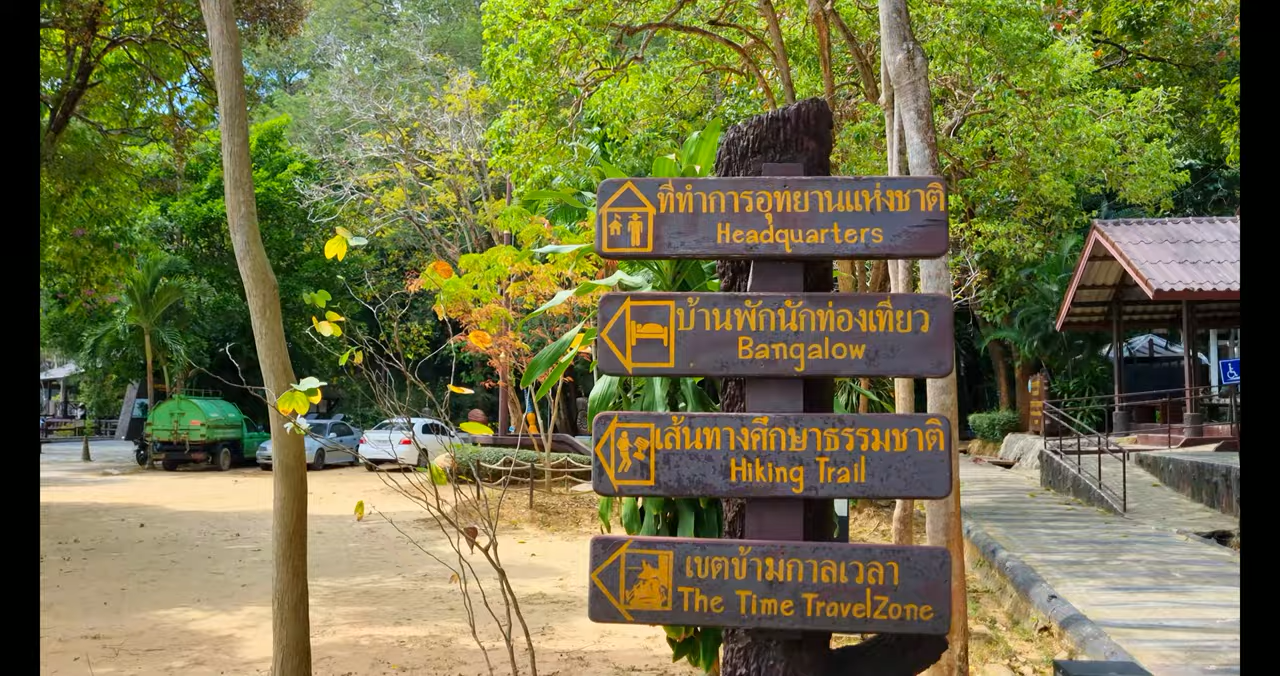 ที่ทำการอุทยานแห่งชาติ
Headquarters
บ้านพักนักท่องเที่ยว
Bangalow
เส้นทางศึกษาธรรมชาติ
Hiking Trail
เขตข้ามกาลเวลา
The Time TravelZone